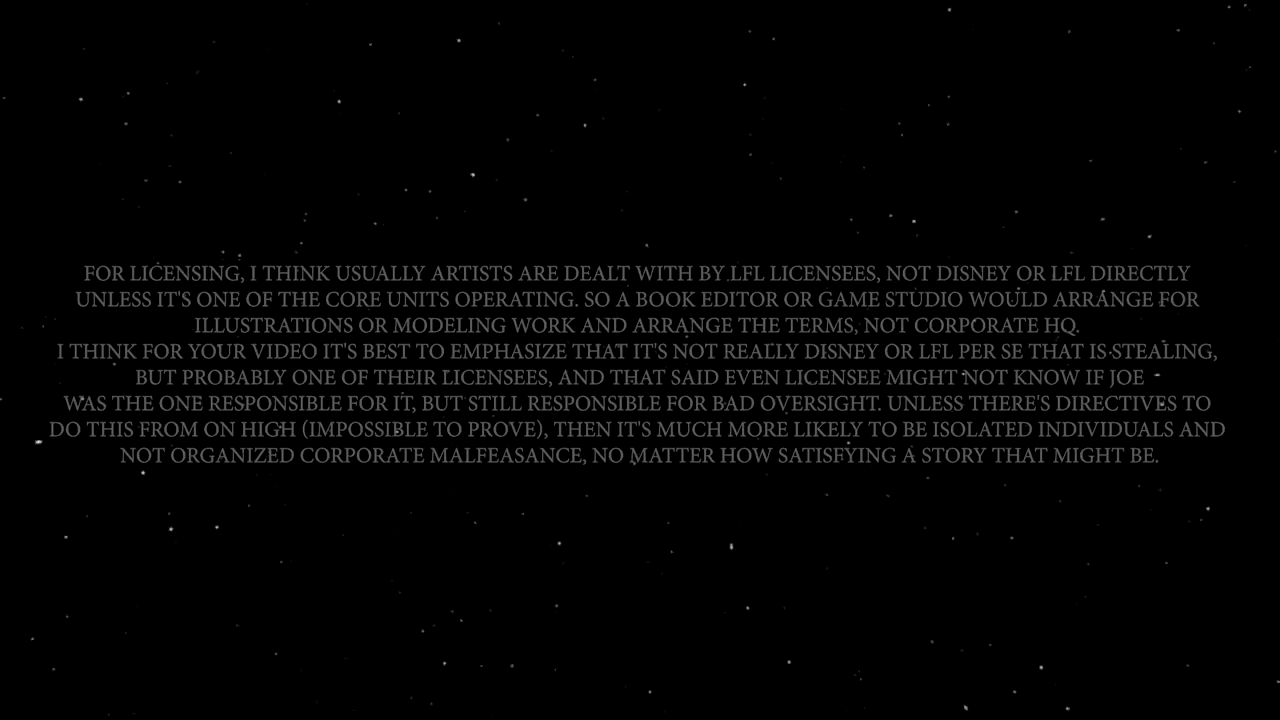 FOR LICENSING, I THINK USUALLY ARTISTS ARE DEALT WITH BY LFL LICENSEES, NOT DISNEY OR LFL DIRECTLY
UNLESS IT'S ONE OF THE CORE UNITS OPERATING. SO A BOOK EDITOR OR GAME STUDIO WOULD ARRANGE FOR
ILLUSTRATIONS OR MODELING WORK AND ARRANGE THE TERMS, NOT CORPORATE HQ.
I THINK FOR YOUR VIDEO IT'S BEST TO EMPHASIZE THAT IT'S NOT REALLY DISNEY OR LFL PER SE THAT IS STEALING,
BUT PROBABLY ONE OF THEIR LICENSEES, AND THAT SAID EVEN LICENSEE MIGHT NOT KNOW IF JOE
WAS THE ONE RESPONSIBLE FOR IT, BUT STILL RESPONSIBLE FOR BAD OVERSIGHT. UNLESS THERE'S DIRECTIVES TO
DO THIS FROM ON HIGH (IMPOSSIBLE TO PROVE), THEN IT'S MUCH MORE LIKELY TO BE ISOLATED INDIVIDUALS AND
NOT ORGANIZED CORPORATE MALFEASANCE, NO MATTER HOW SATISFYING A STORY THAT MIGHT BE.